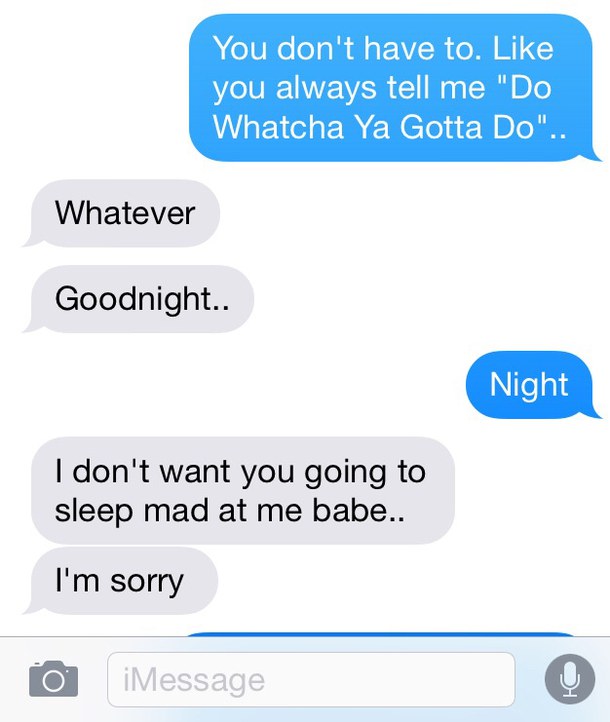 You don't have to. Like
you always tell me "Do
Whatcha Ya Gotta Do"..
Whatever
Goodnight..
Night
I don't want you going to
sleep mad at me babe..
I'm sorry
iMessage